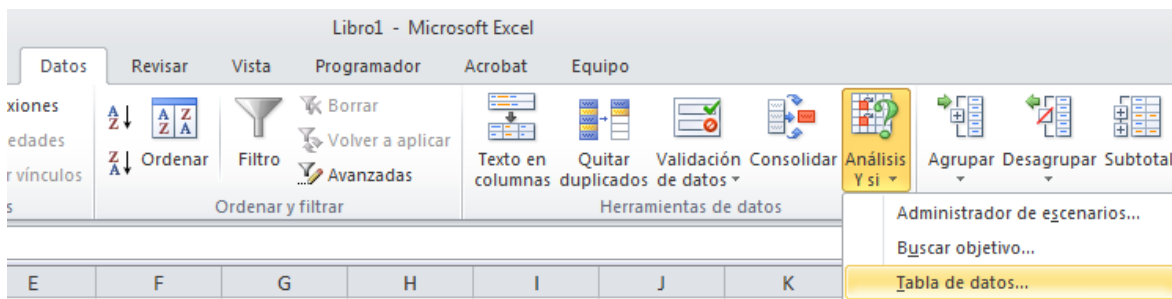 Libro1 - Microsoft Excel
Datos Revisar Vista Programador Acrobat Equipo
xiones
edades
r vínculos
s
Ordenar
Filtro
Borrar
Volver a aplicar
Avanzadas
Ordenar y filtrar
Texto en
columnas
Quitar
duplicados
Validación
de datos
Consolidar
Análisis
Y si
Herramientas de datos
Agrupar
Desagrupar
Subtotal
Administrador de escenarios...
Buscar objetivo...
Tabla de datos...
E F G H I J K